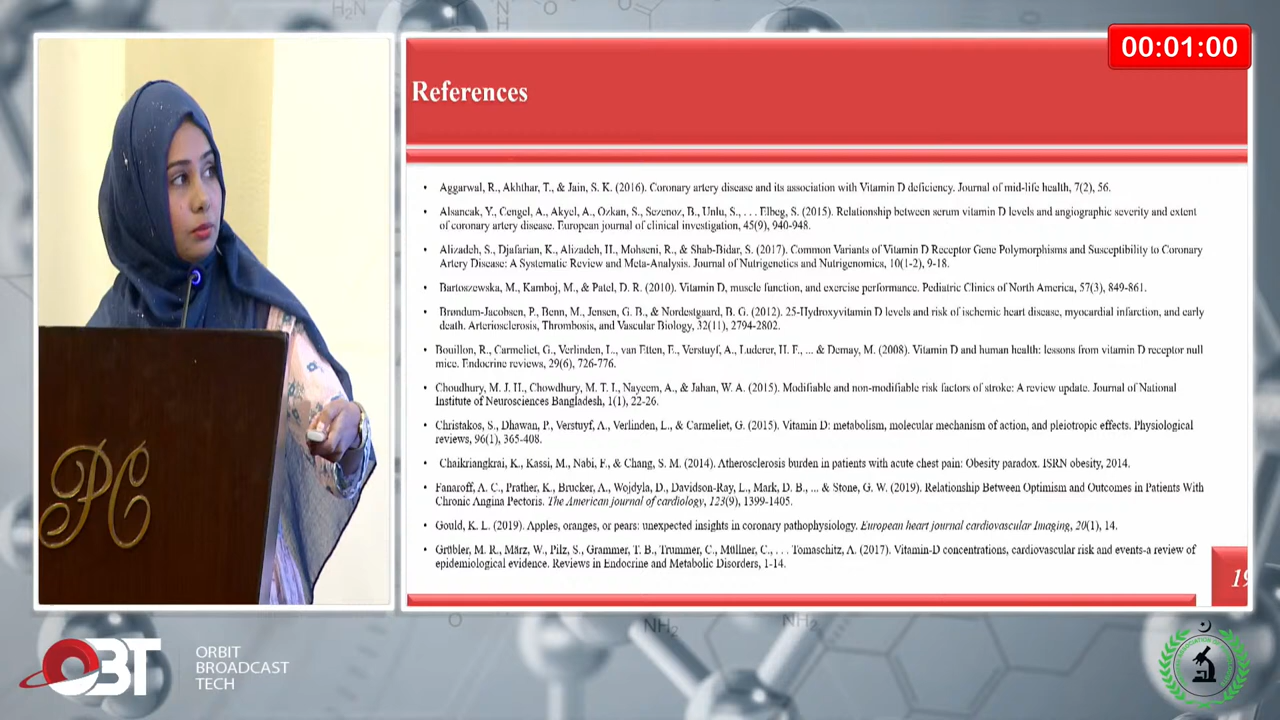 00:01:00
References
• Aggarwal, R., Akhthar, T., & Jain, S. K. (2016). Coronary artery disease and its association with Vitamin D deficiency. Journal of mid-life health, 7(2), 56.
• Alsancak, Y., Cengel, A., Akyel, A., Ozkan, S., Sezenoz, B., Unlu, S., . . . Elbeg, S. (2015). Relationship between serum vitamin D levels and angiographic severity and extent
of coronary artery disease. European journal of clinical investigation, 45(9), 940-948.
• Alizadeh, S., Djafarian, K., Alizadeh, H., Mohseni, R., & Shab-Bidar, S. (2017). Common Variants of Vitamin D Receptor Gene Polymorphisms and Susceptibility to Coronary
Artery Disease: A Systematic Review and Meta-Analysis. Journal of Nutrigenetics and Nutrigenomics, 10(1-2), 9-18.
• Bartoszewska, M., Kamboj, M., & Patel, D. R. (2010). Vitamin D, muscle function, and exercise performance. Pediatric Clinics of North America, 57(3), 849-861.
• Brøndum-Jacobsen, P., Benn, M., Jensen, G. B., & Nordestgaard, B. G. (2012). 25-Hydroxyvitamin D levels and risk of ischemic heart disease, myocardial infarction, and early
death. Arteriosclerosis, Thrombosis, and Vascular Biology, 32(11), 2794-2802.
• Bouillon, R., Carmeliet, G., Verlinden, L., van Etten, E., Verstuyf, A., Luderer, H. F., ... & Demay, M. (2008). Vitamin D and human health: lessons from vitamin D receptor null
mice. Endocrine reviews, 29(6), 726-776.
• Choudhury, M. J. H., Chowdhury, M. T. I., Nayeem, A., & Jahan, W. A. (2015). Modifiable and non-modifiable risk factors of stroke: A review update. Journal of National
Institute of Neurosciences Bangladesh, 1(1), 22-26.
• Christakos, S., Dhawan, P., Verstuyf, A., Verlinden, L., & Carmeliet, G. (2015). Vitamin D: metabolism, molecular mechanism of action, and pleiotropic effects. Physiological
reviews, 96(1), 365-408.
• Chaikriangkrai, K., Kassi, M., Nabi, F., & Chang, S. M. (2014). Atherosclerosis burden in patients with acute chest pain: Obesity paradox. ISRN obesity, 2014.
• Fanaroff, A. C., Prather, K., Brucker, A., Wojdyla, D., Davidson-Ray, L., Mark, D. B., ... & Stone, G. W. (2019). Relationship Between Optimism and Outcomes in Patients With
Chronic Angina Pectoris. The American journal of cardiology, 123(9), 1399-1405.
• Gould, K. L. (2019). Apples, oranges, or pears: unexpected insights in coronary pathophysiology. European heart journal cardiovascular Imaging, 20(1), 14.
• Grübler, M. R., März, W., Pilz, S., Grammer, T. B., Trummer, C., Müllner, C., . . . Tomaschitz, A. (2017). Vitamin-D concentrations, cardiovascular risk and events-a review of
epidemiological evidence. Reviews in Endocrine and Metabolic Disorders, 1-14.
19
PC
OBT
ORBIT
BROADCAST
TECH
H₂N
N
H
O
O
NH₂
NH₂